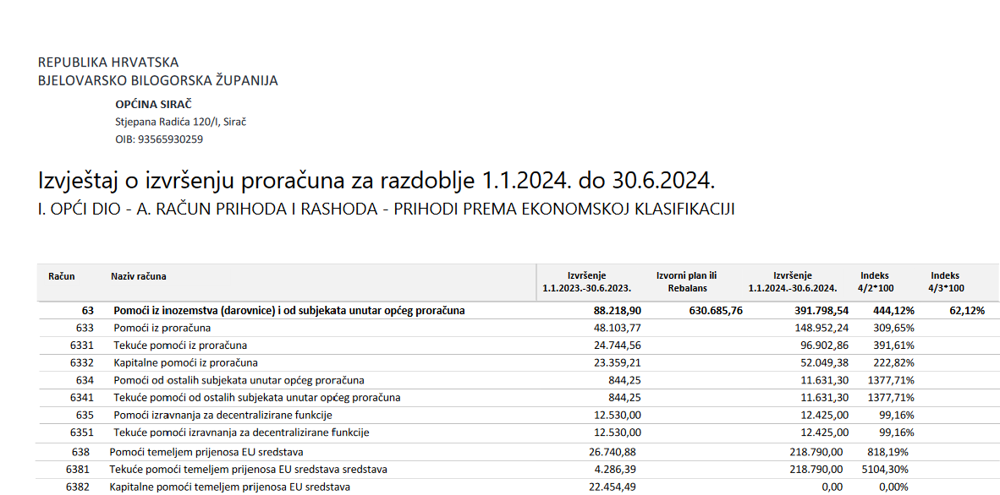 REPUBLIKA HRVATSKA
BJELOVARSKO BILOGORSKA ŽUPANIJA
OPĆINA SIRAČ
Stjepana Radića 120/I, Sirač
OIB: 93565930259
Izvještaj o izvršenju proračuna za razdoblje 1.1.2024. do 30.6.2024.
I. OPĆI DIO - A. RAČUN PRIHODA I RASHODA - PRIHODI PREMA EKONOMSKOJ KLASIFIKACIJI
Račun Naziv računa Izvršenje Izvorni plan ili Izvršenje Indeks Indeks
1.1.2023.-30.6.2023. Rebalans 1.1.2024.-30.6.2024. 4/2*100 4/3*100
63 Pomoći iz inozemstva (darovnice) i od subjekata unutar općeg proračuna 88.218,90 630.685,76 391.798,54 444,12% 62,12%
633 Pomoći iz proračuna 48.103,77 148.952,24 309,65%
6331 Tekuće pomoći iz proračuna 24.744,56 96.902,86 391,61%
6332 Kapitalne pomoći iz proračuna 23.359,21 52.049,38 222,82%
634 Pomoći od ostalih subjekata unutar općeg proračuna 844,25 11.631,30 1377,71%
6341 Tekuće pomoći od ostalih subjekata unutar općeg proračuna 844,25 11.631,30 1377,71%
635 Pomoći izravnanja za decentralizirane funkcije 12.530,00 12.425,00 99,16%
6351 Tekuće pomoći izravnanja za decentralizirane funkcije 12.530,00 12.425,00 99,16%
638 Pomoći temeljem prijenosa EU sredstava 26.740,88 218.790,00 818,19%
6381 Tekuće pomoći temeljem prijenosa EU sredstava sredstava 4.286,39 218.790,00 5104,30%
6382 Kapitalne pomoći temeljem prijenosa EU sredstava 22.454,49 0,00 0,00%